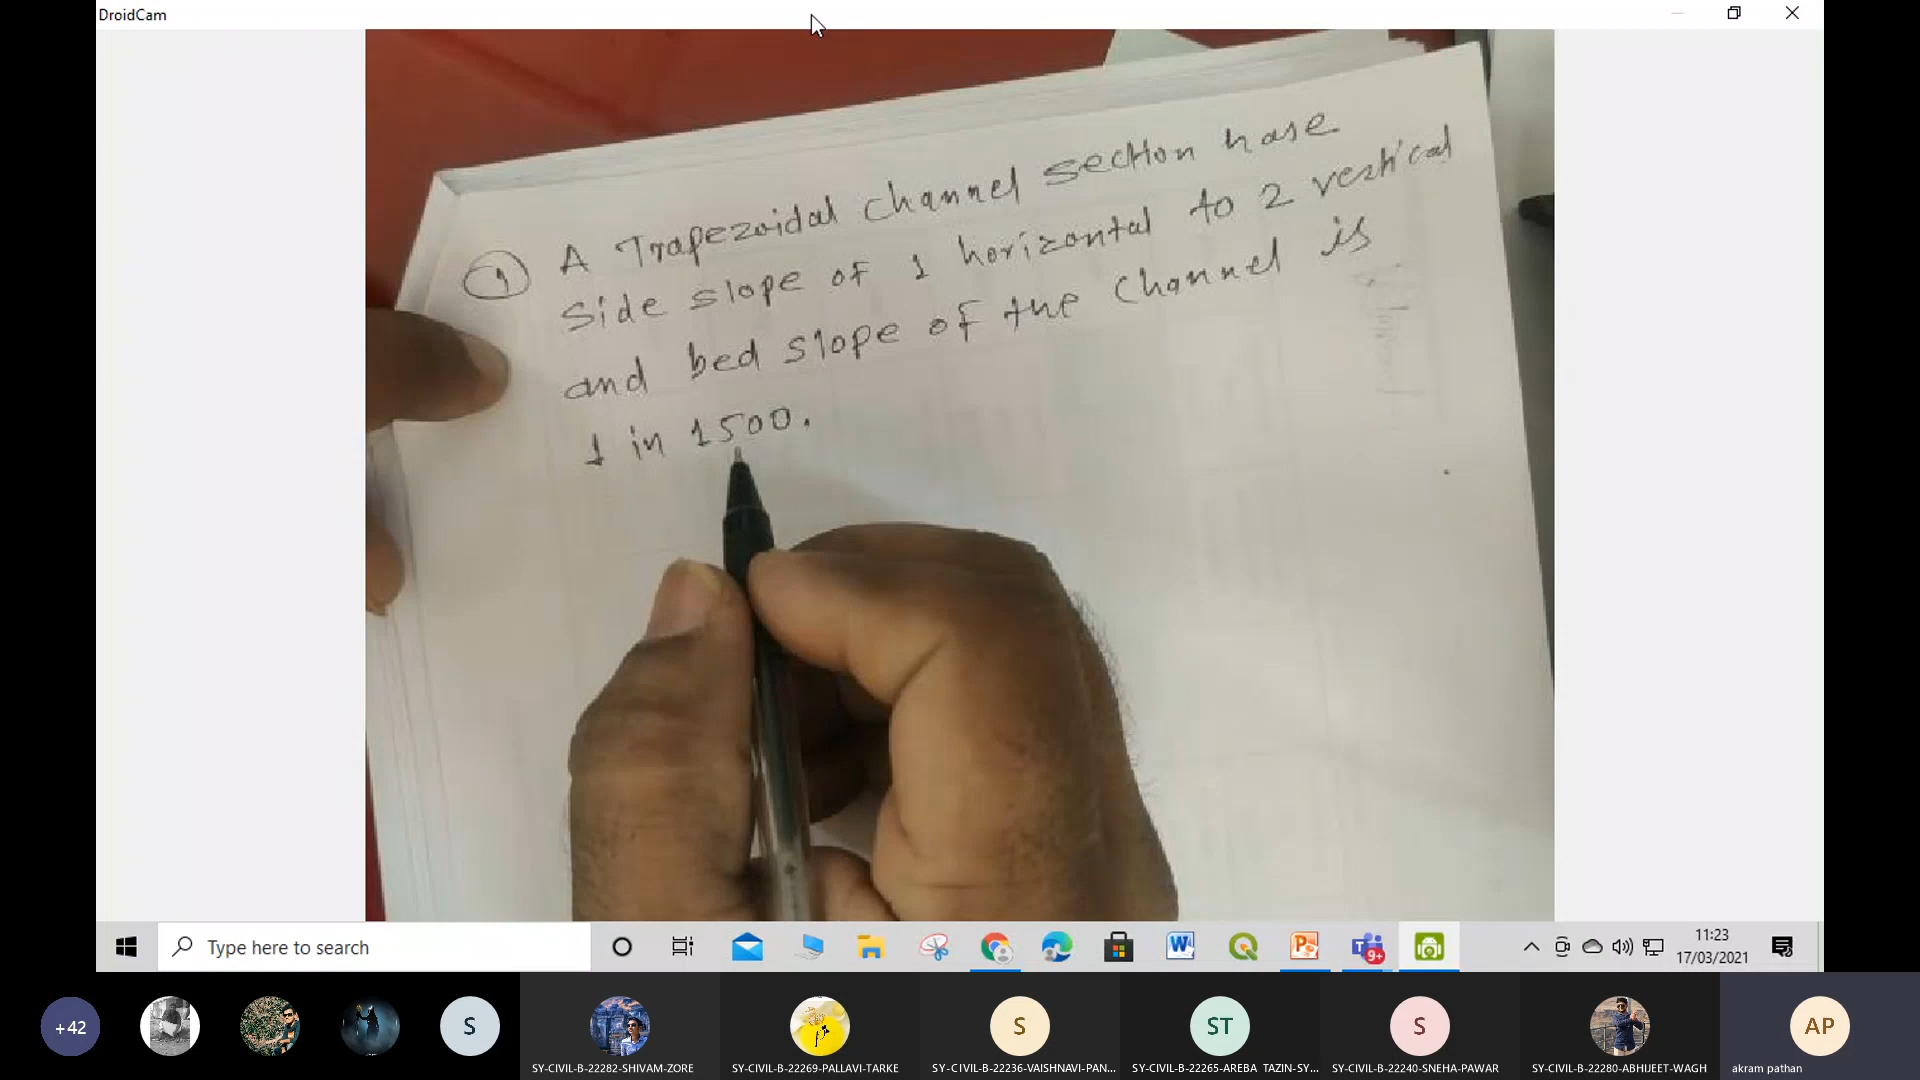 DroidCam
① A Trapezoidal channel section hase
side slope of 1 horizontal to 2 vertical
and bed slope of the channel is
1 in 1500.
Type here to search
9+
11:23
17/03/2021
+42
S
S
ST
S
AP
SY-CIVIL-B-22282-SHIVAM-ZORE
SY-CIVIL-B-22269-PALLAVI-TARKE
SY-CIVIL-B-22236-VAISHNAVI-PAN...
SY-CIVIL-B-22265-AREBA TAZIN-SY...
SY-CIVIL-B-22240-SNEHA-PAWAR
SY-CIVIL-B-22280-ABHIJEET-WAGH
akram pathan